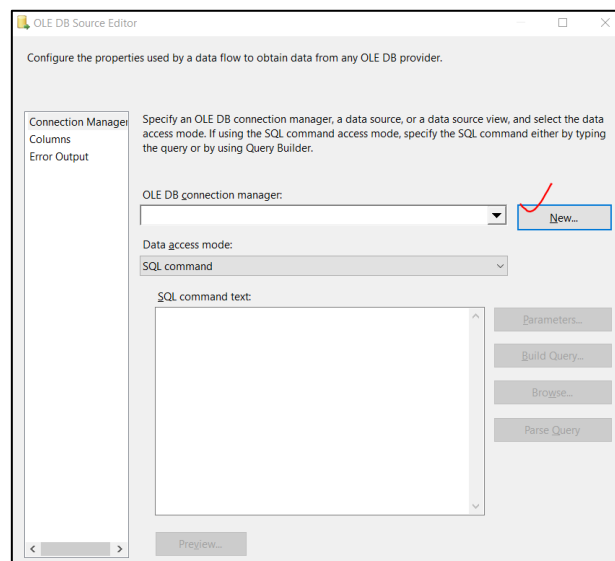 OLE DB Source Editor
Configure the properties used by a data flow to obtain data from any OLE DB provider.
Connection Manager
Columns
Error Output
Specify an OLE DB connection manager, a data source, or a data source view, and select the data
access mode. If using the SQL command access mode, specify the SQL command either by typing
the query or by using Query Builder.
OLE DB connection manager:
New...
Data access mode:
SQL command
SQL command text:
Parameters...
Build Query...
Browse...
Parse Query
Preview...